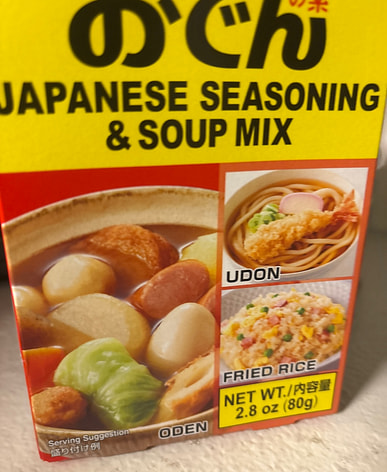 おでん
の素
JAPANESE SEASONING
& SOUP MIX
UDON
FRIED RICE
NET WT./内容量
2.8 oz (80g)
Serving Suggestion
盛り付け例
ODEN